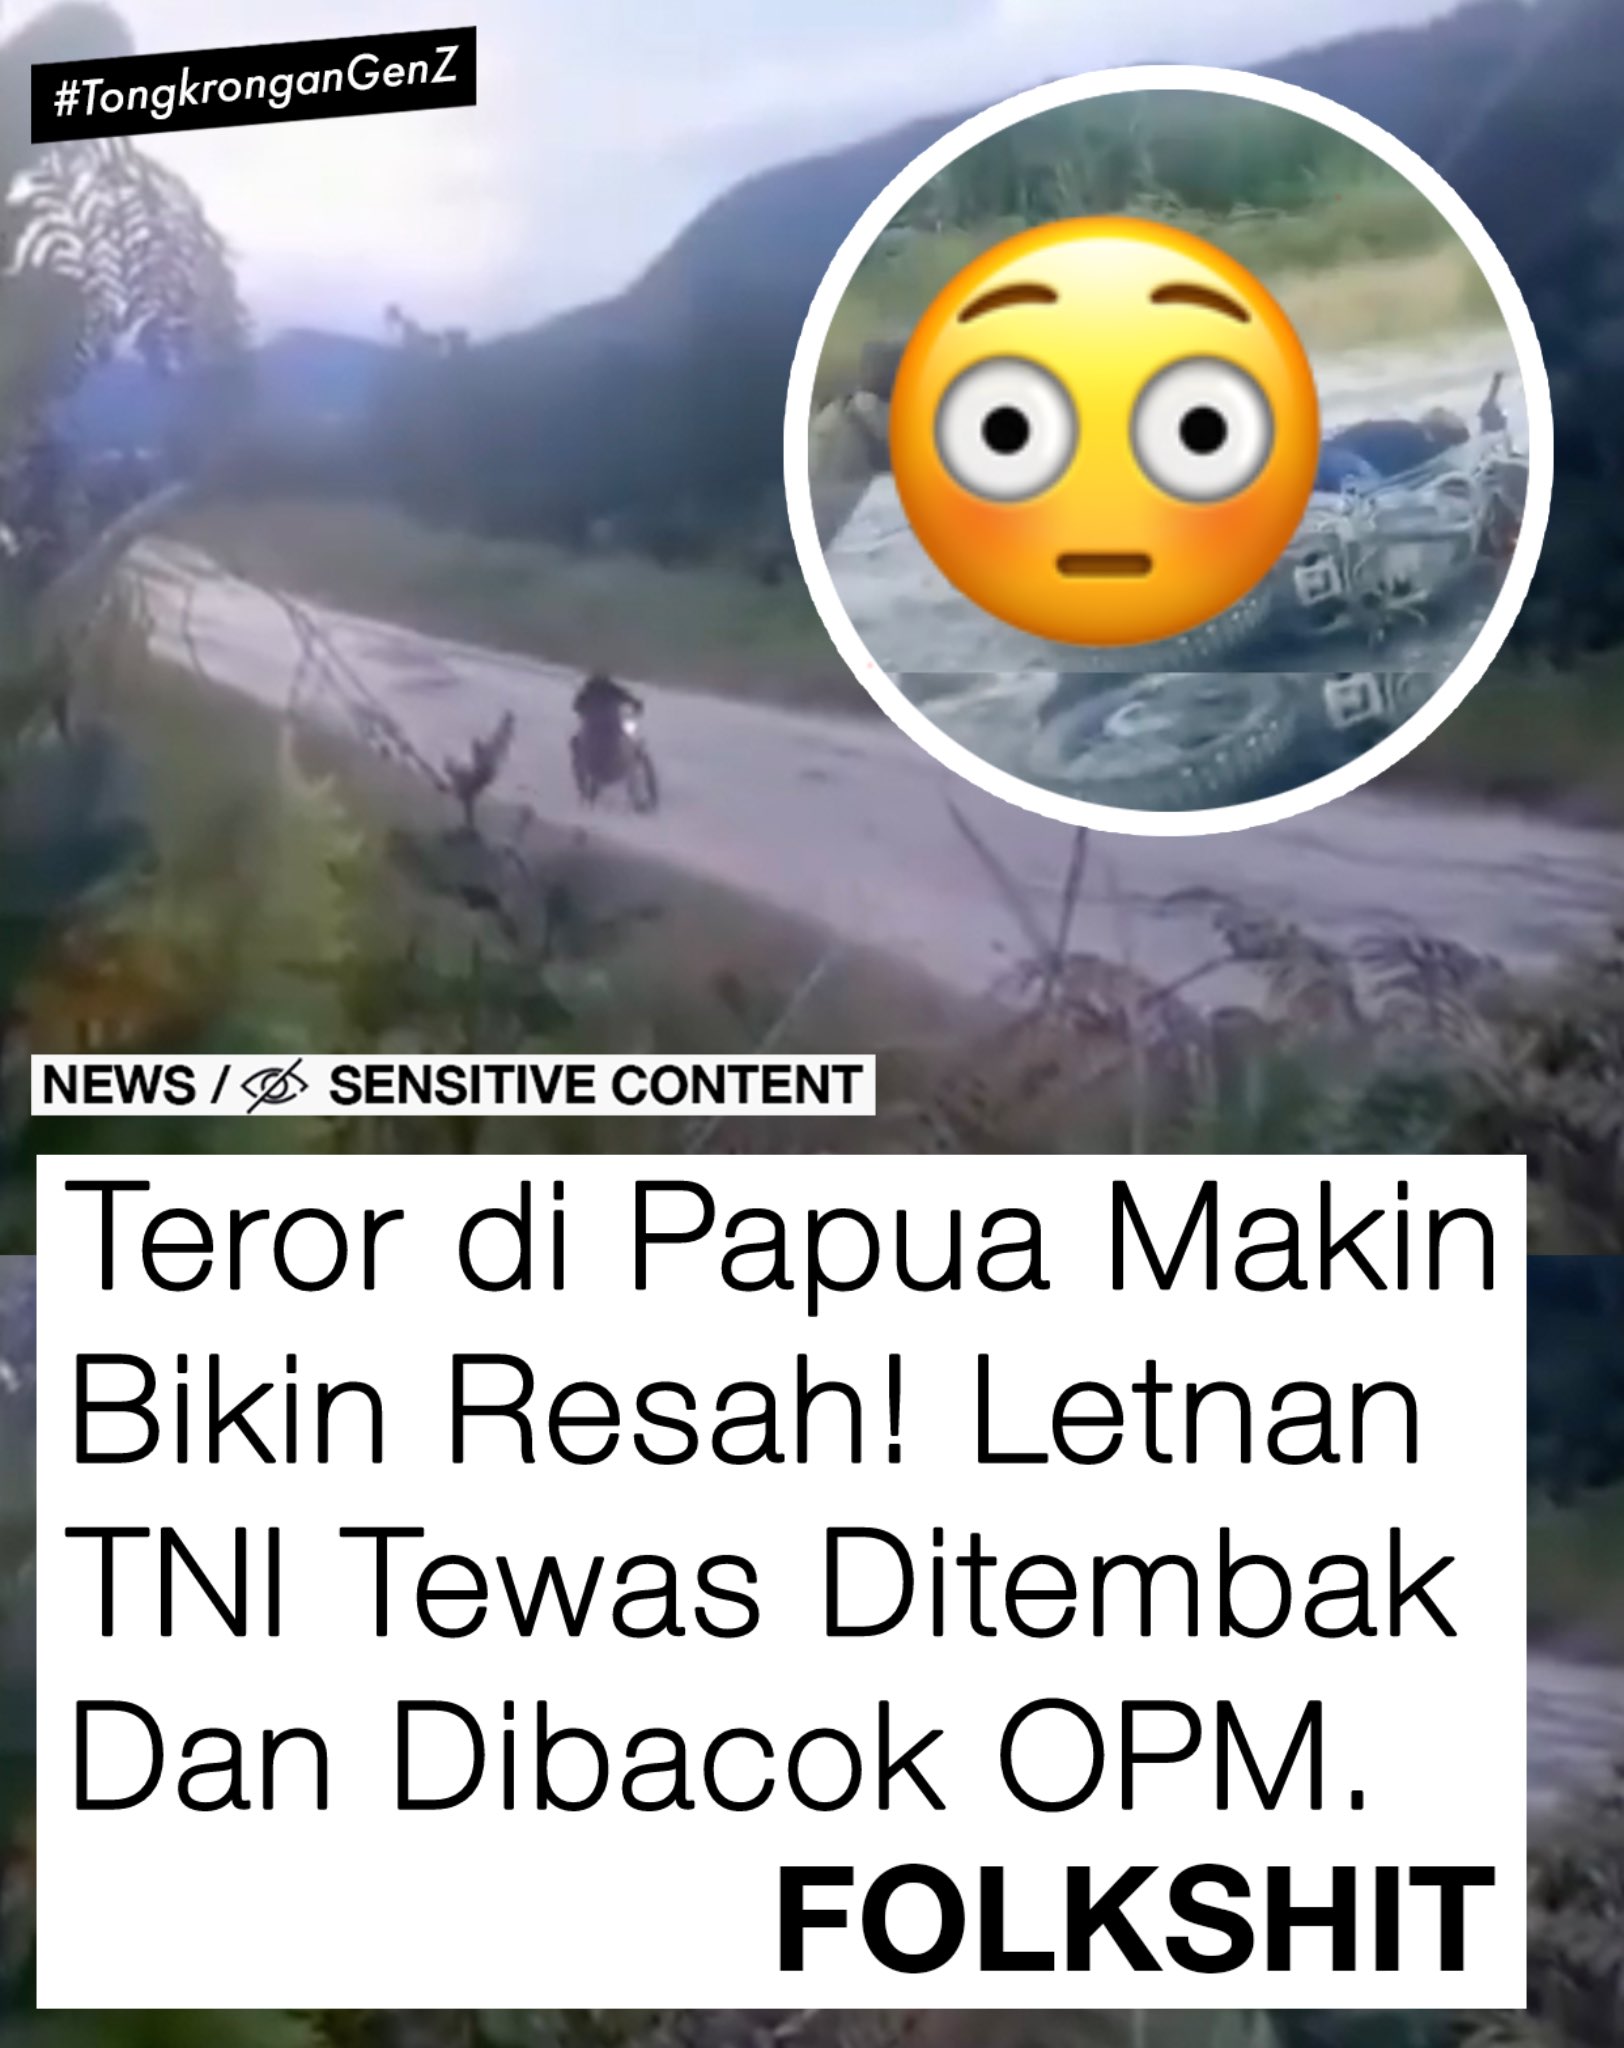 #TongkronganGenZ
NEWS / SENSITIVE CONTENT
Teror di Papua Makin
Bikin Resah! Letnan
TNI Tewas Ditembak
Dan Dibacok OPM.
FOLKSHIT